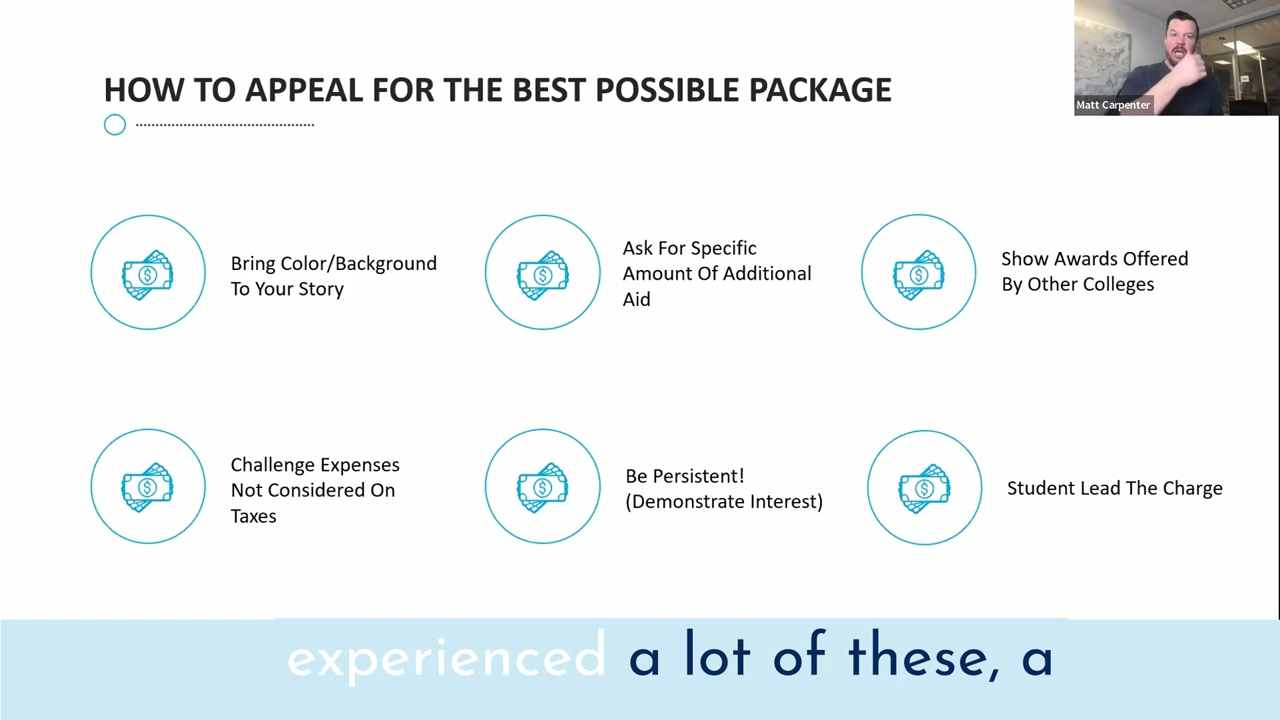 HOW TO APPEAL FOR THE BEST POSSIBLE PACKAGE
Matt Carpenter
Bring Color/Background
To Your Story
Ask For Specific
Amount Of Additional
Aid
Show Awards Offered
By Other Colleges
Challenge Expenses
Not Considered On
Taxes
Be Persistent!
(Demonstrate Interest)
Student Lead The Charge
experienced a lot of these, a